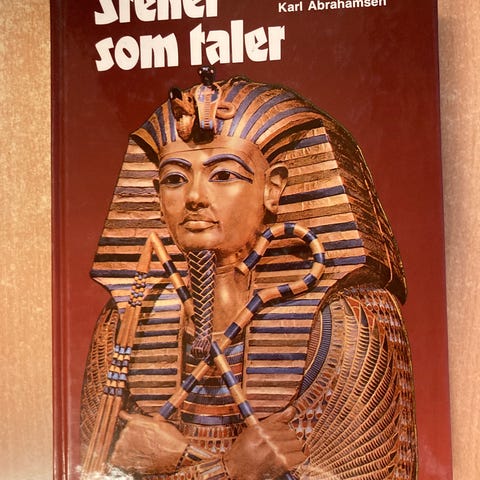 Stener
Karl Abrahamsen
som taler